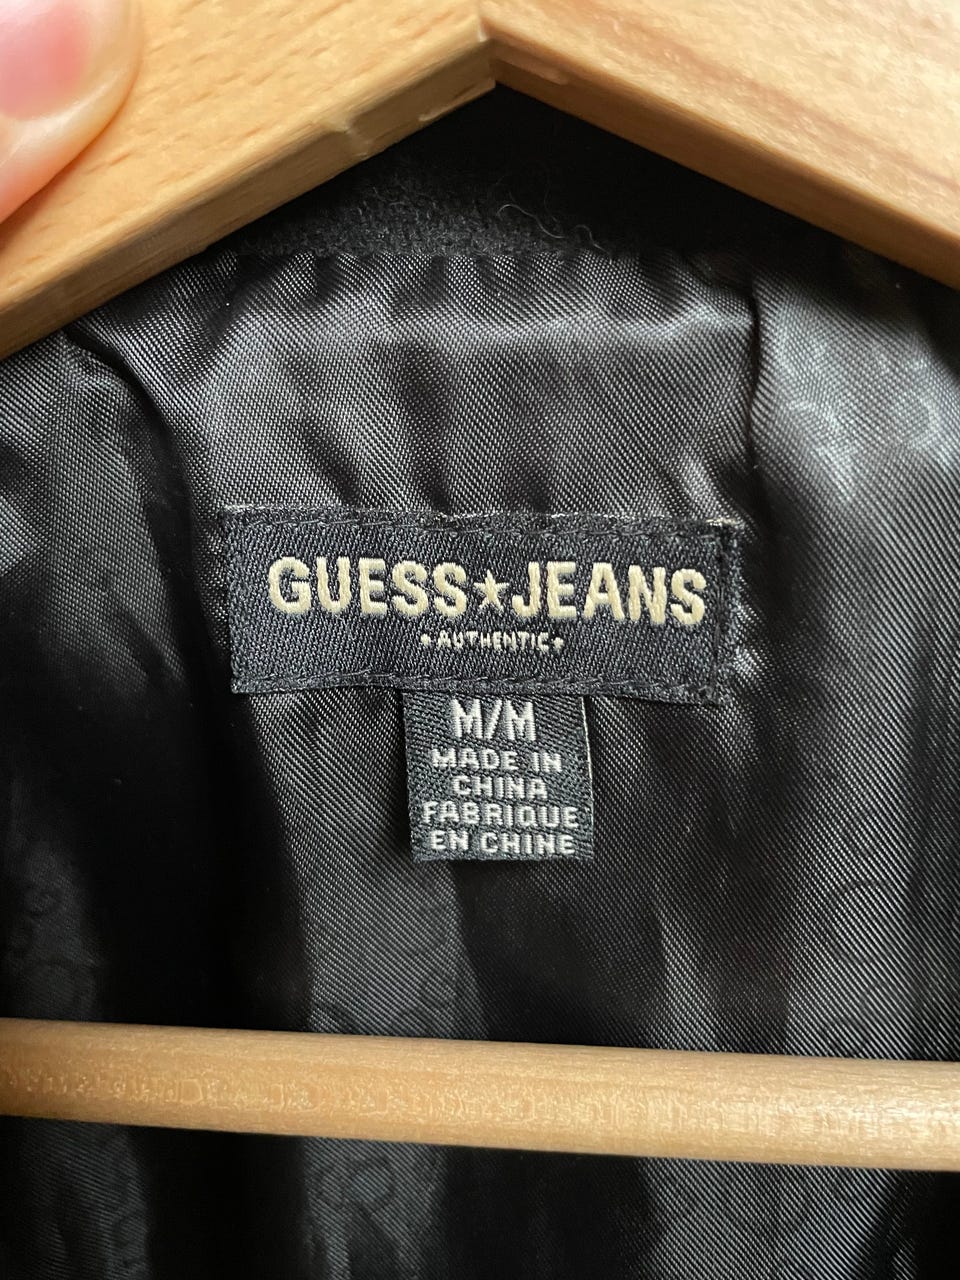 GUESS★JEANS
•AUTHENTIC•
M/M
MADE IN
CHINA
FABRIQUE
EN CHINE